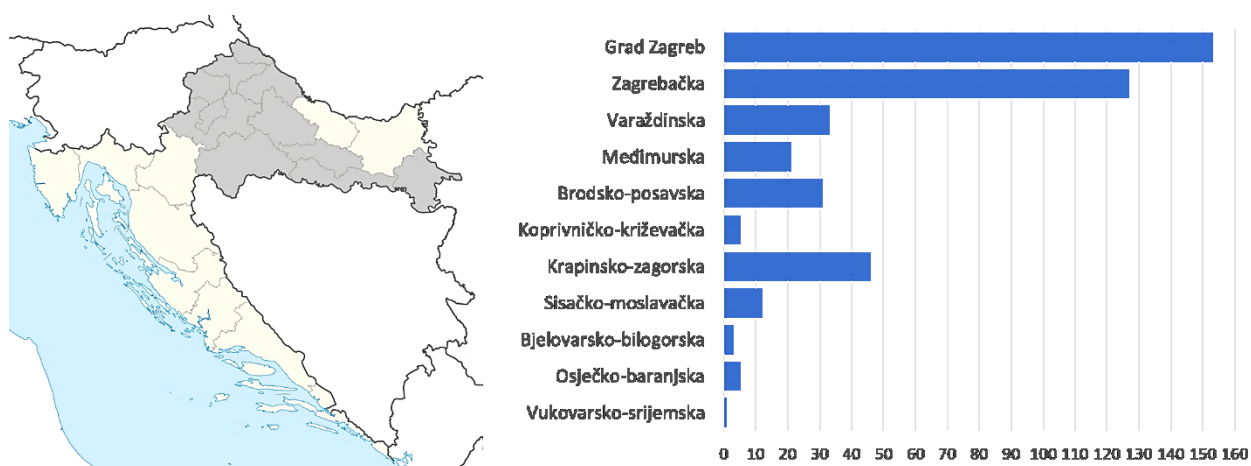 Grad Zagreb
Zagrebačka
Varaždinska
Međimurska
Brodsko-posavska
Koprivničko-križevačka
Krapinsko-zagorska
Sisačko-moslavačka
Bjelovarsko-bilogorska
Osječko-baranjska
Vukovarsko-srijemska
0 10 20 30 40 50 60 70 80 90 100 110 120 130 140 150 160